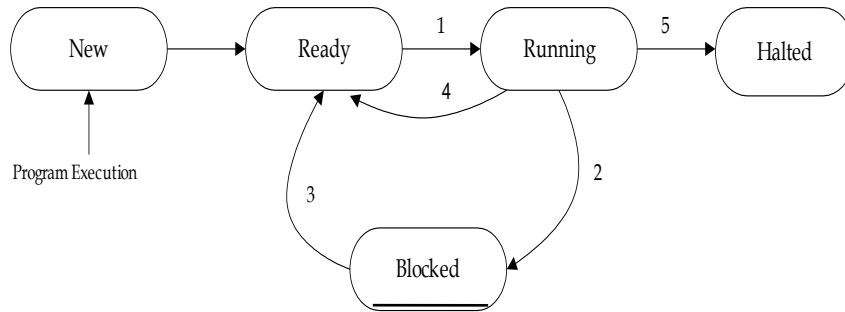 New
Ready
1
Running
5
Halted
4
Program Execution
3
2
Blocked